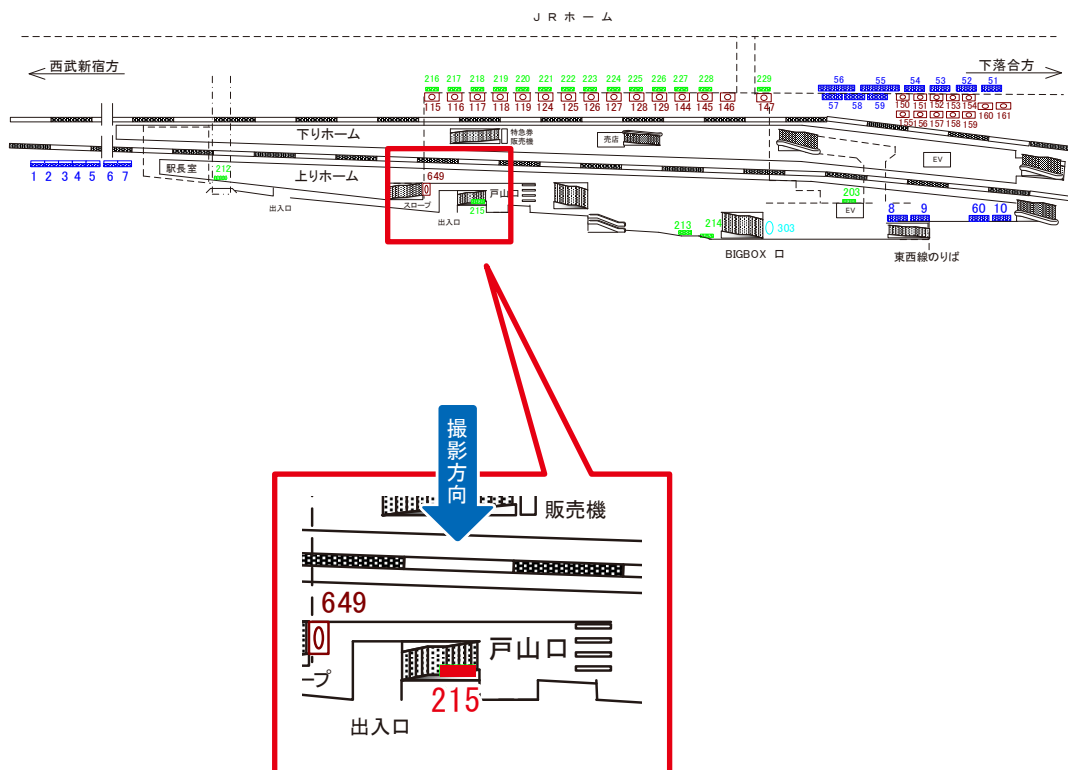 JRホーム
西武新宿方
下落合方
216 217 218 219 220 221 222 223 224 225 226 227 228 229
115 116 117 118 119 124 125 126 127 128 129 144 145 146 147
56 55 54 53 52 51
57 58 59
150 151 152 153 154
160 161
155 156 157 158 159
下りホーム
特急券
販売機
売店
EV
駅長室
212
上りホーム
649
戸山口
スロープ
215
出入口
出入口
1 2 3 4 5 6 7
203
EV
213 214
303
BIGBOX 口
8 9 60 10
東西線のりば
撮影方向
販売機
649
戸山口
ープ
215
出入口